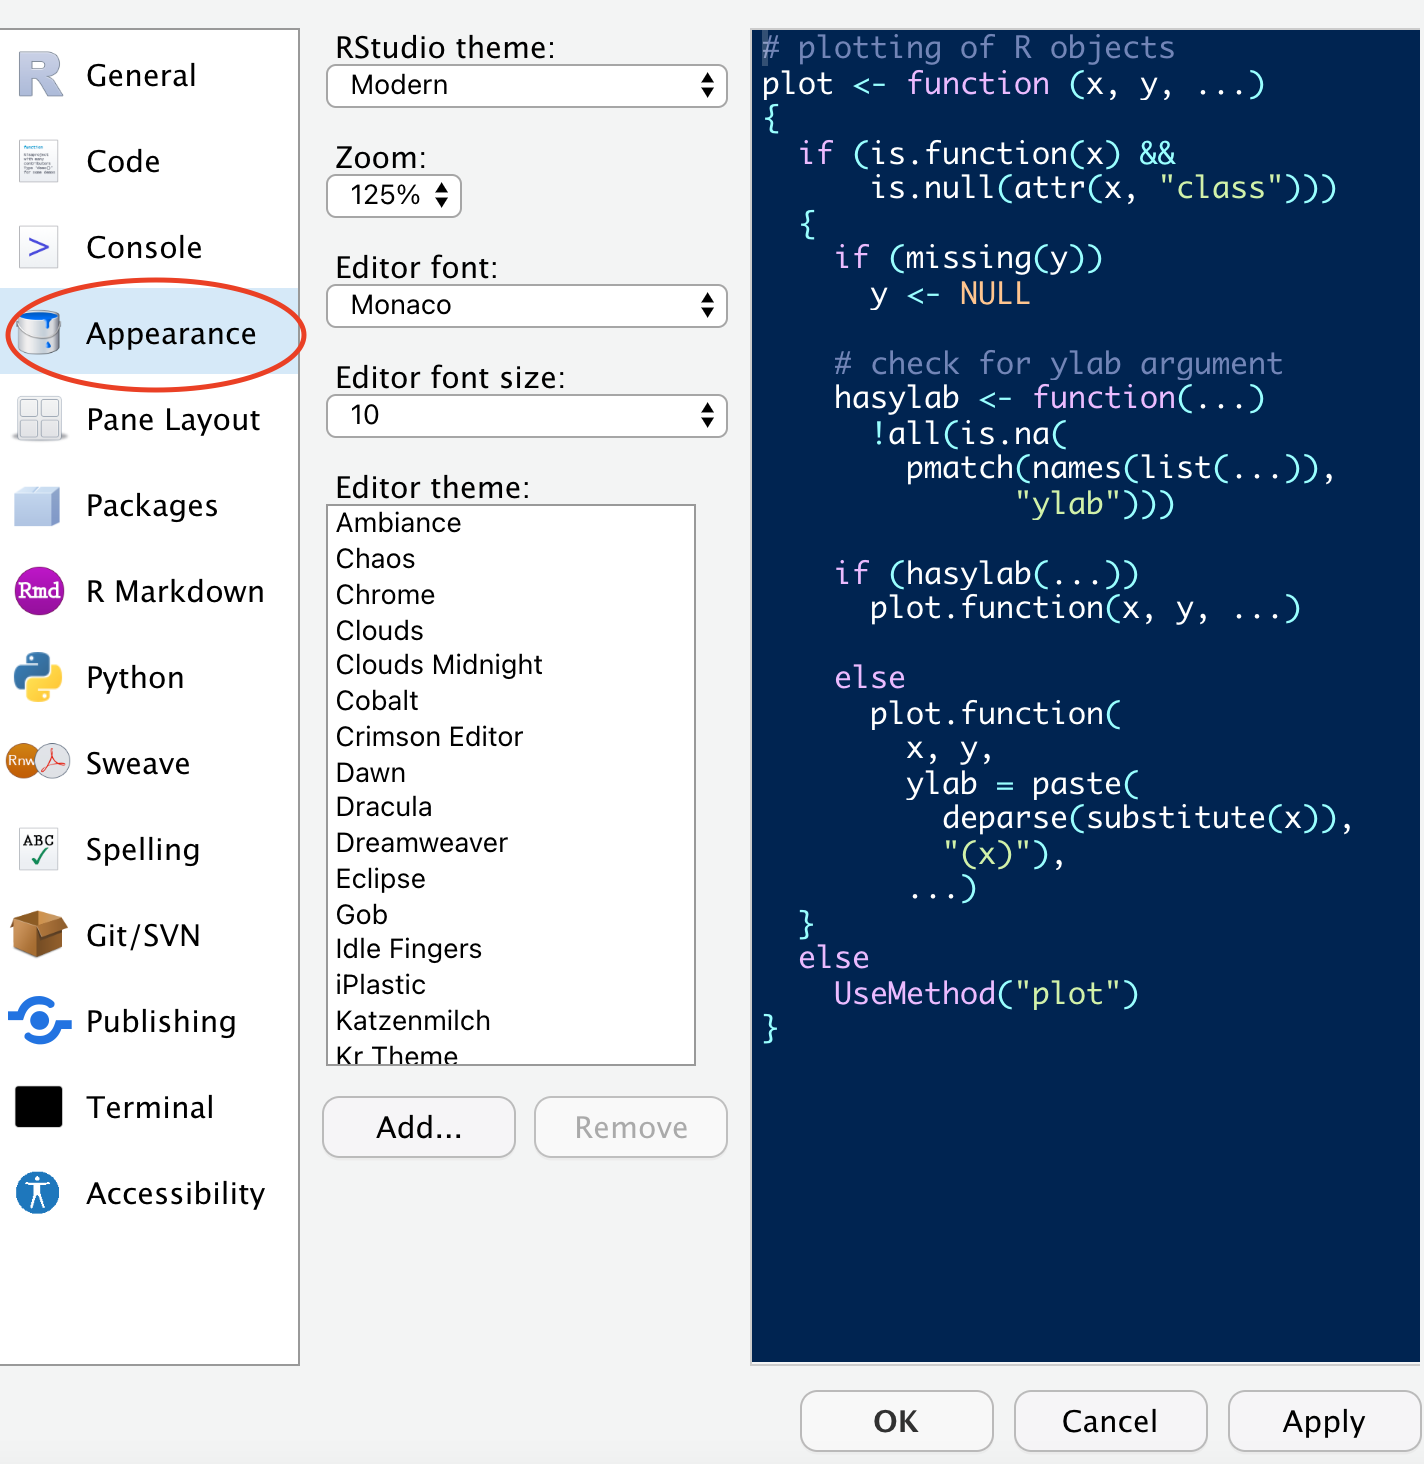 General
Code
Console
Appearance
Pane Layout
Packages
Rmd
R Markdown
Python
Rnw
Sweave
ABC
Spelling
Git/SVN
Publishing
Terminal
Accessibility
RStudio theme:
Modern
Zoom:
125%
Editor font:
Monaco
Editor font size:
10
Editor theme:
Ambiance
Chaos
Chrome
Clouds
Clouds Midnight
Cobalt
Crimson Editor
Dawn
Dracula
Dreamweaver
Eclipse
Gob
Idle Fingers
iPlastic
Katzenmilch
Kr Theme
Add...
Remove
# plotting of R objects
plot <- function (x, y, ...)
{
  if (is.function(x) &&
      is.null(attr(x, "class")))
  {
    if (missing(y))
      y <- NULL

    # check for ylab argument
    hasylab <- function(...)
      !all(is.na(
        pmatch(names(list(...)),
              "ylab")))

    if (hasylab(...))
      plot.function(x, y, ...)

    else
      plot.function(
        x, y,
        ylab = paste(
          deparse(substitute(x)),
          "(x)"),
        ...)
  }
  else
    UseMethod("plot")
}
OK
Cancel
Apply